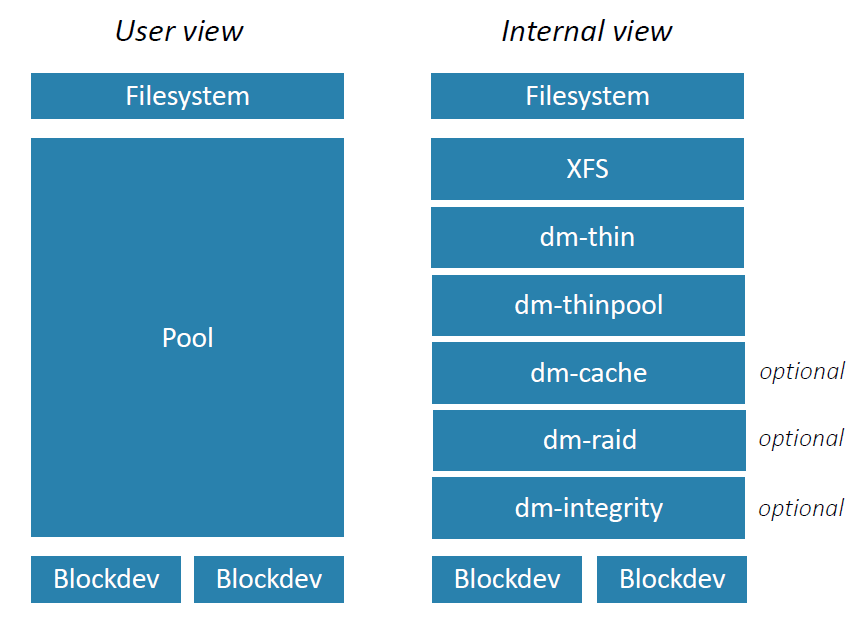 User view
Filesystem
Pool
Blockdev
Blockdev
Internal view
Filesystem
XFS
dm-thin
dm-thinpool
dm-cache
optional
dm-raid
optional
dm-integrity
optional
Blockdev
Blockdev